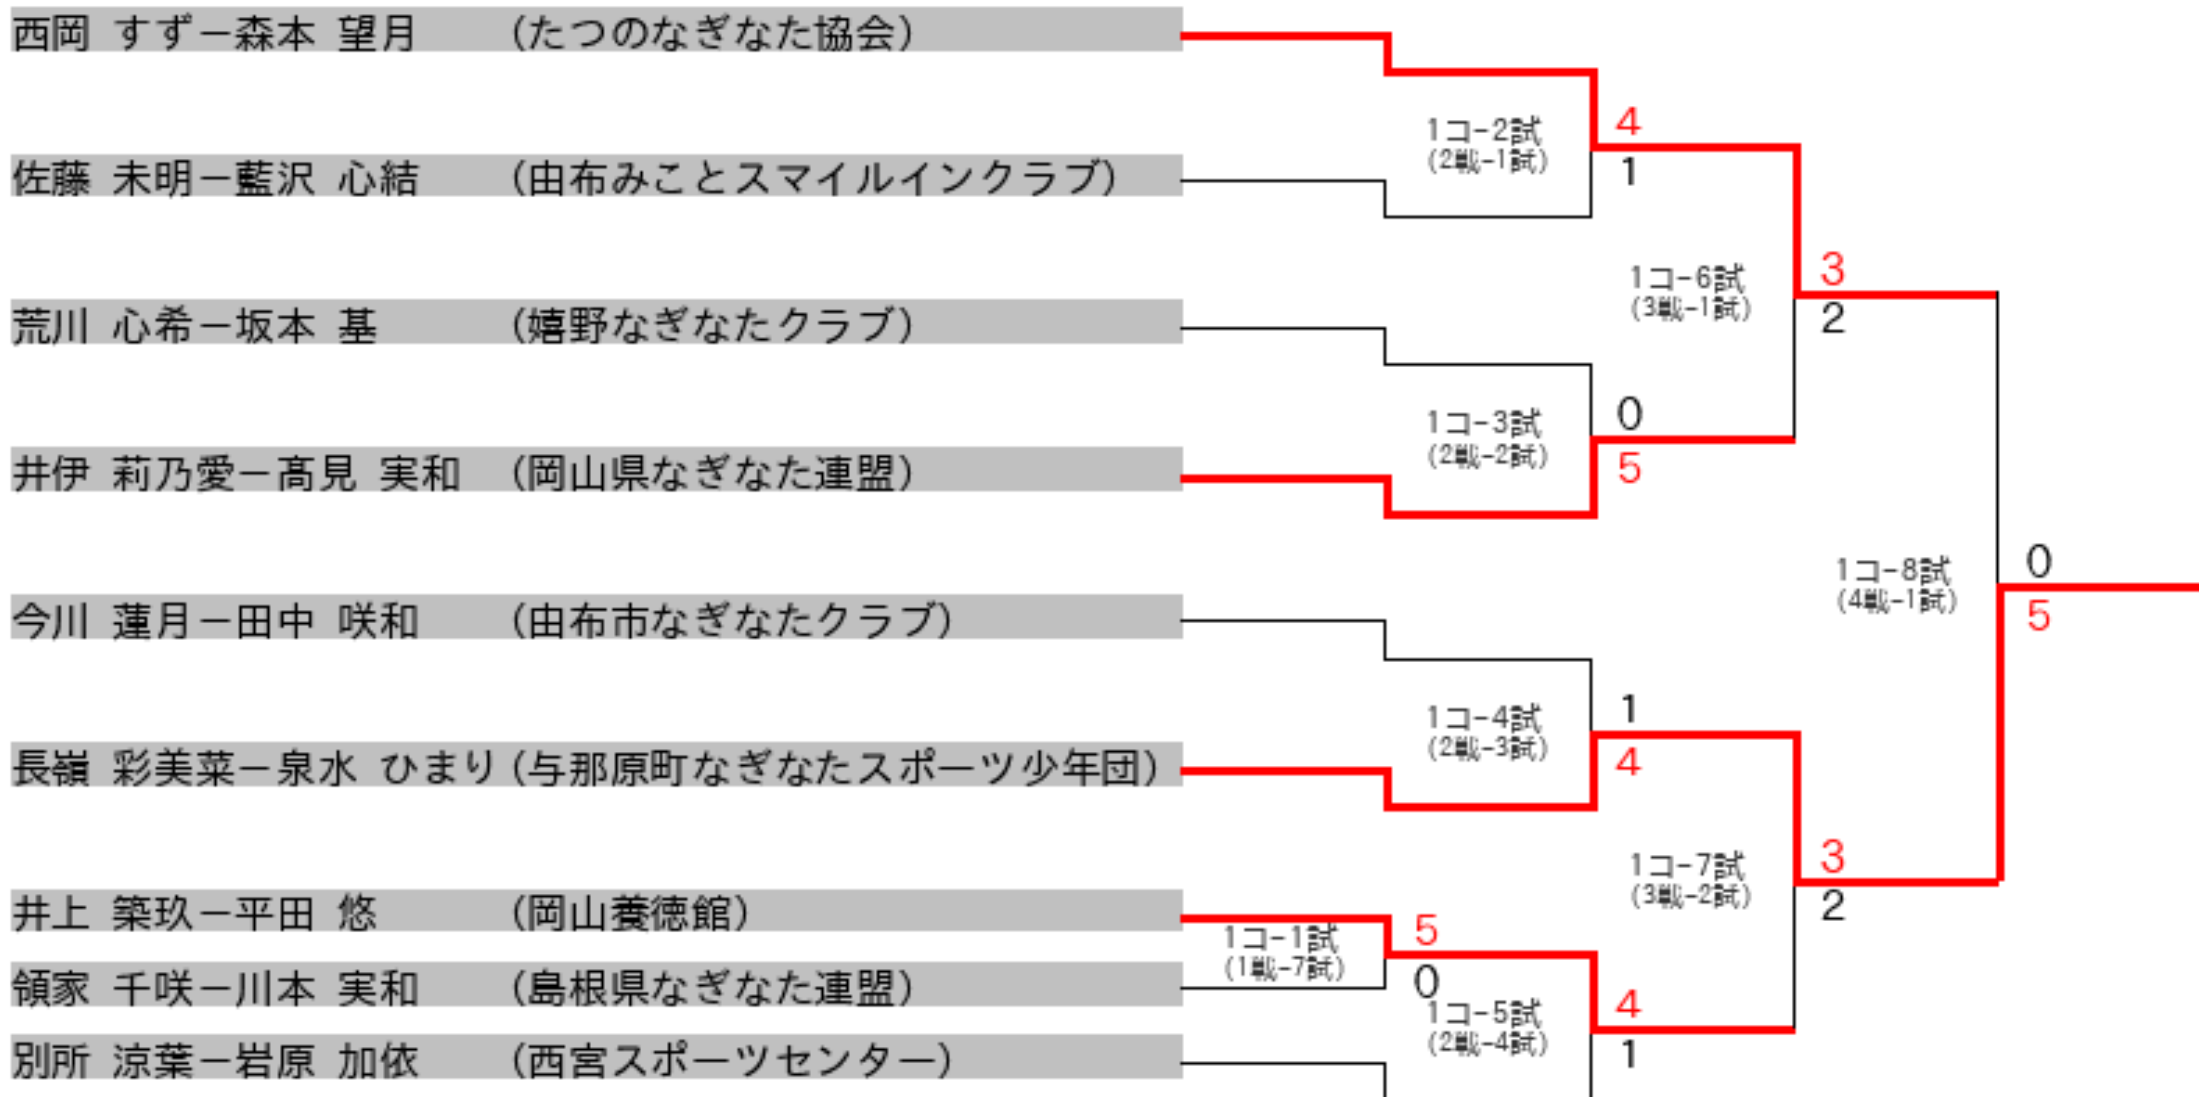 西岡 すず－森本 望月 (たつのなぎなた協会)
4
1コ-2試
(2戦-1試)
1
佐藤 未明－藍沢 心結 (由布みことスマイルインクラブ)
3
1コ-6試
(3戦-1試)
2
荒川 心希－坂本 基 (嬉野なぎなたクラブ)
0
1コ-3試
(2戦-2試)
5
井伊 莉乃愛－髙見 実和 (岡山県なぎなた連盟)
0
1コ-8試
(4戦-1試)
5
今川 蓮月－田中 咲和 (由布市なぎなたクラブ)
1
1コ-4試
(2戦-3試)
4
長嶺 彩美菜－泉水 ひまり (与那原町なぎなたスポーツ少年団)
3
1コ-7試
(3戦-2試)
2
井上 築玖－平田 悠 (岡山養徳館)
5
1コ-1試
(1戦-7試)
0
領家 千咲－川本 実和 (島根県なぎなた連盟)
4
1コ-5試
(2戦-4試)
1
別所 涼葉－岩原 加依 (西宮スポーツセンター)